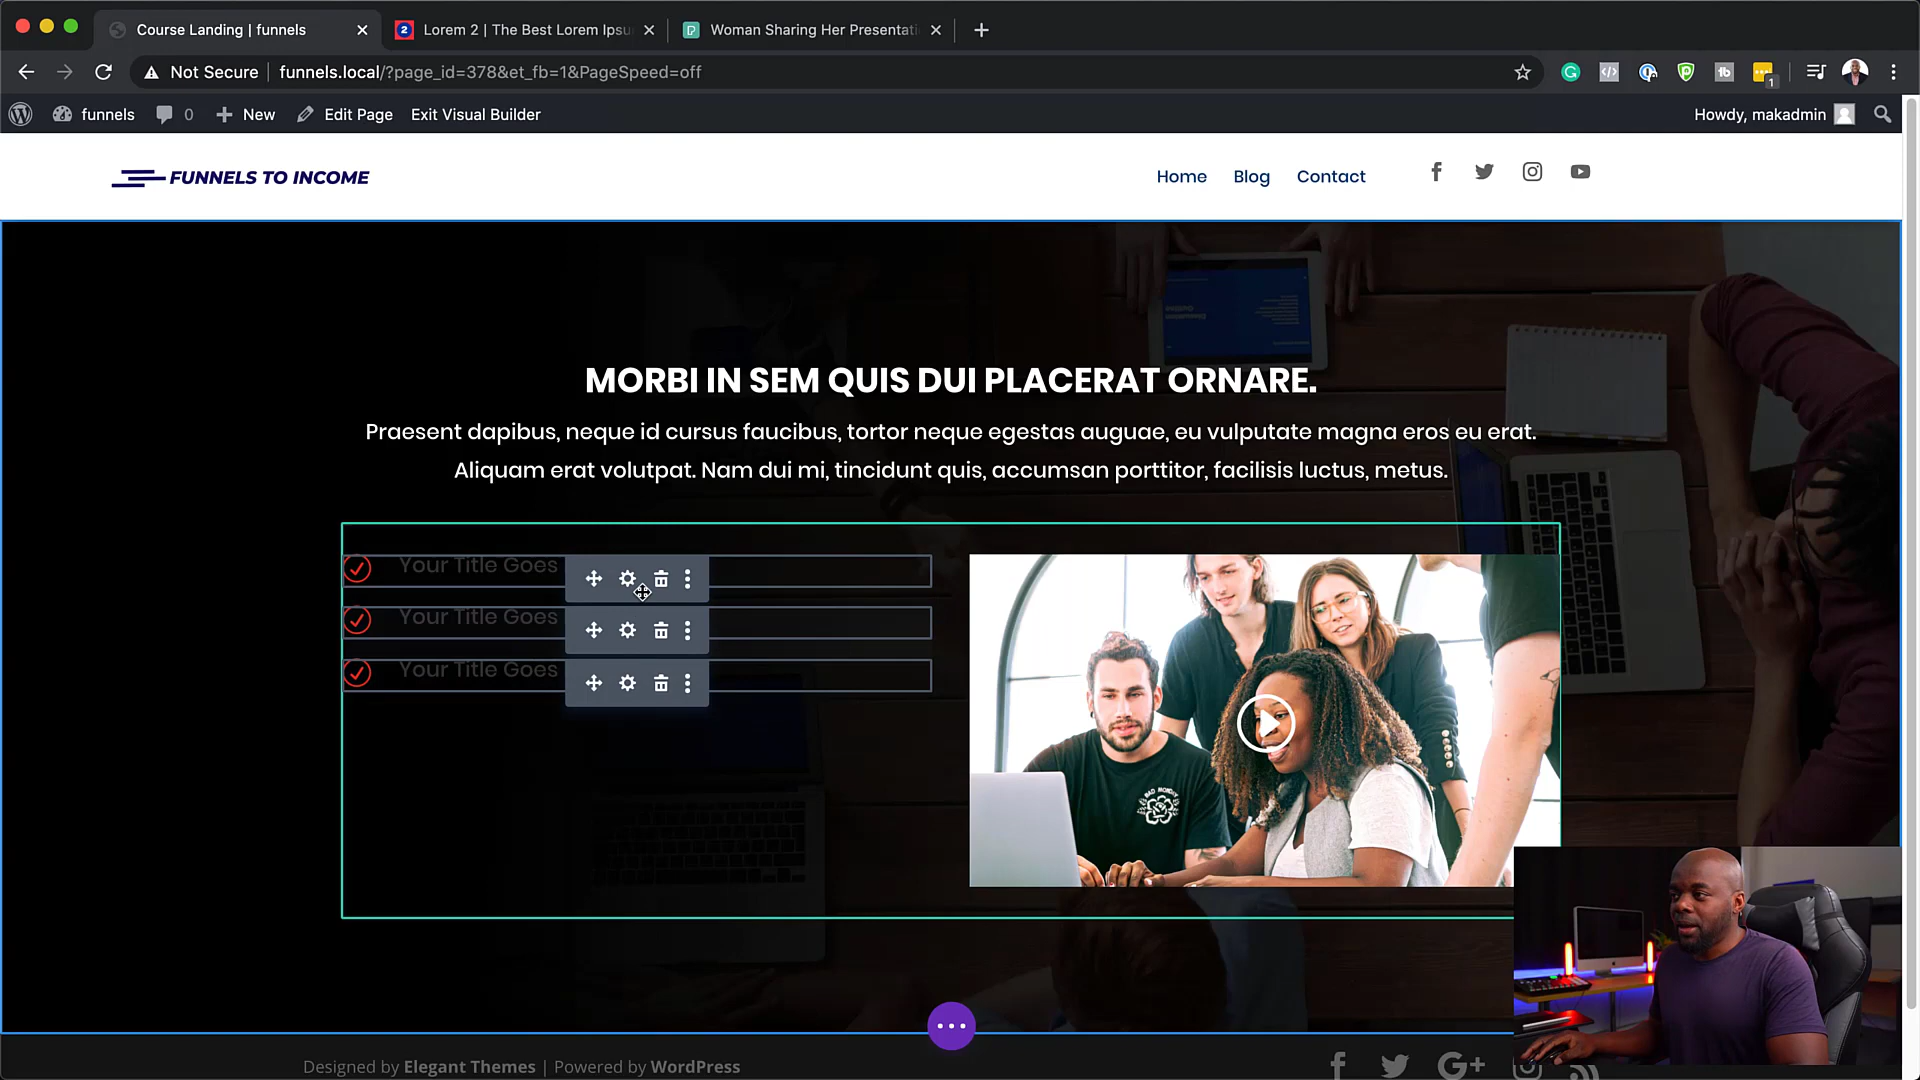 Course Landing | funnels
2
Lorem 2 | The Best Lorem Ipsu
Woman Sharing Her Presentati
Not Secure
funnels.local/?page_id=378&et_fb=1&PageSpeed=off
1
funnels
0
New
Edit Page
Exit Visual Builder
Howdy, makadmin
FUNNELS TO INCOME
Home
Blog
Contact
MORBI IN SEM QUIS DUI PLACERAT ORNARE.
Praesent dapibus, neque id cursus faucibus, tortor neque egestas auguae, eu vulputate magna eros eu erat.
Aliquam erat volutpat. Nam dui mi, tincidunt quis, accumsan porttitor, facilisis luctus, metus.
Your Title Goes
Your Title Goes
Your Title Goes
BAD MONDAY
Designed by Elegant Themes | Powered by WordPress